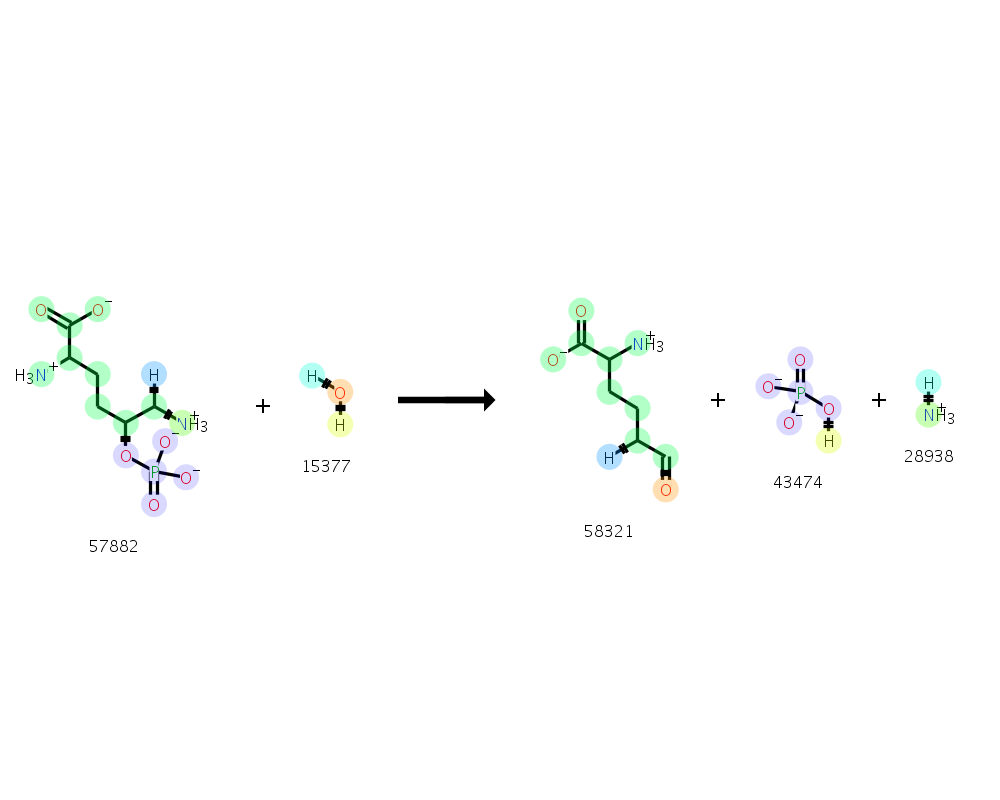 O O⁻
H₃N⁺ H NH₃⁺
O O⁻ P O⁻ O
57882
+
H O H
15377
O O⁻ NH₃⁺
H O
58321
+
O O⁻ P O⁻ O H
43474
+
H NH₃⁺
28938